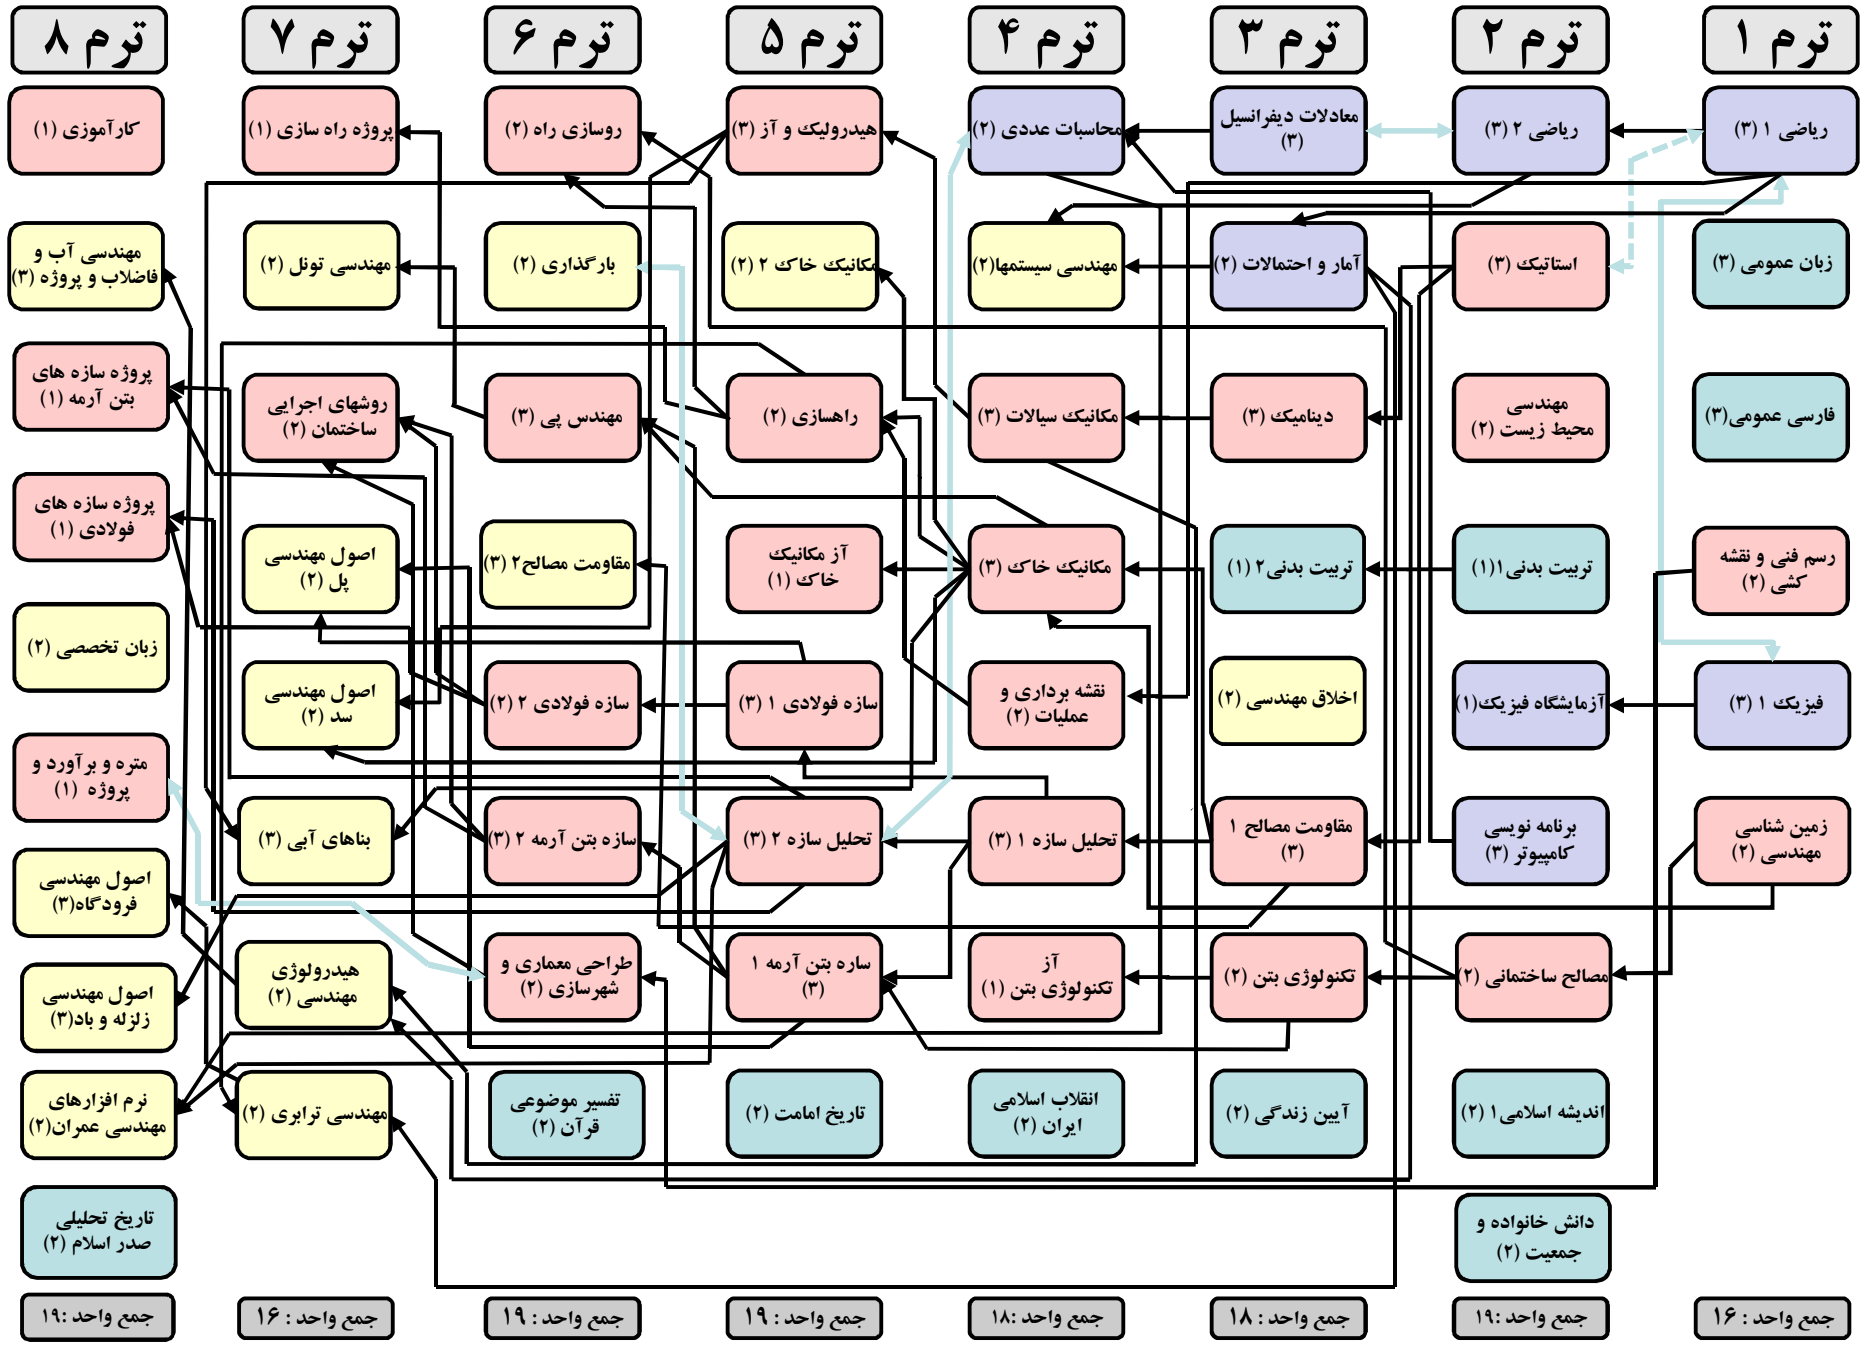 ترم ۱
ریاضی ۱ (۳)
زبان عمومی (۳)
فارسی عمومی(۳)
رسم فنی و نقشه
کشی (۲)
فیزیک ۱ (۳)
زمین شناسی
مهندسی (۲)
جمع واحد : ۱۶
ترم ۲
ریاضی ۲ (۳)
استاتیک (۳)
مهندسی
محیط زیست (۲)
تربیت بدنی۱(۱)
آزمایشگاه فیزیک(۱)
برنامه نویسی
کامپیوتر (۳)
مصالح ساختمانی (۲)
اندیشه اسلامی۱ (۲)
دانش خانواده و
جمعیت (۲)
جمع واحد :۱۹
ترم ۳
معادلات دیفرانسیل
(۳)
آمار و احتمالات (۲)
دینامیک (۳)
تربیت بدنی۲ (۱)
اخلاق مهندسی (۲)
مقاومت مصالح ۱
(۳)
تکنولوژی بتن (۲)
آیین زندگی (۲)
جمع واحد : ۱۸
ترم ۴
محاسبات عددی (۲)
مهندسی سیستمها(۲)
مکانیک سیالات (۳)
مکانیک خاک (۳)
نقشه برداری و
عملیات (۲)
تحلیل سازه ۱ (۳)
آز
تکنولوژی بتن (۱)
انقلاب اسلامی
ایران (۲)
جمع واحد :۱۸
ترم ۵
هیدرولیک و آز (۳)
مکانیک خاک ۲ (۲)
راهسازی (۲)
آز مکانیک
خاک (۱)
سازه فولادی ۱ (۳)
تحلیل سازه ۲ (۳)
ساره بتن آرمه ۱
(۳)
تاریخ امامت (۲)
جمع واحد : ۱۹
ترم ۶
روسازی راه (۲)
بارگذاری (۲)
مهندس پی (۳)
مقاومت مصالح۲ (۳)
سازه فولادی ۲ (۲)
سازه بتن آرمه ۲ (۳)
طراحی معماری و
شهرسازی (۲)
تفسیر موضوعی
قرآن (۲)
جمع واحد : ۱۹
ترم ۷
پروژه راه سازی (۱)
مهندسی تونل (۲)
روشهای اجرایی
ساختمان (۲)
اصول مهندسی
پل (۲)
اصول مهندسی
سد (۲)
بناهای آبی (۳)
هیدرولوژی
مهندسی (۲)
مهندسی ترابری (۲)
جمع واحد : ۱۶
ترم ۸
کارآموزی (۱)
مهندسی آب و
فاضلاب و پروژه (۳)
پروژه سازه های
بتن آرمه (۱)
پروژه سازه های
فولادی (۱)
زبان تخصصی (۲)
متره و برآورد و
پروژه (۱)
اصول مهندسی
فرودگاه(۳)
اصول مهندسی
زلزله و باد(۳)
نرم افزارهای
مهندسی عمران(۲)
تاریخ تحلیلی
صدر اسلام (۲)
جمع واحد :۱۹